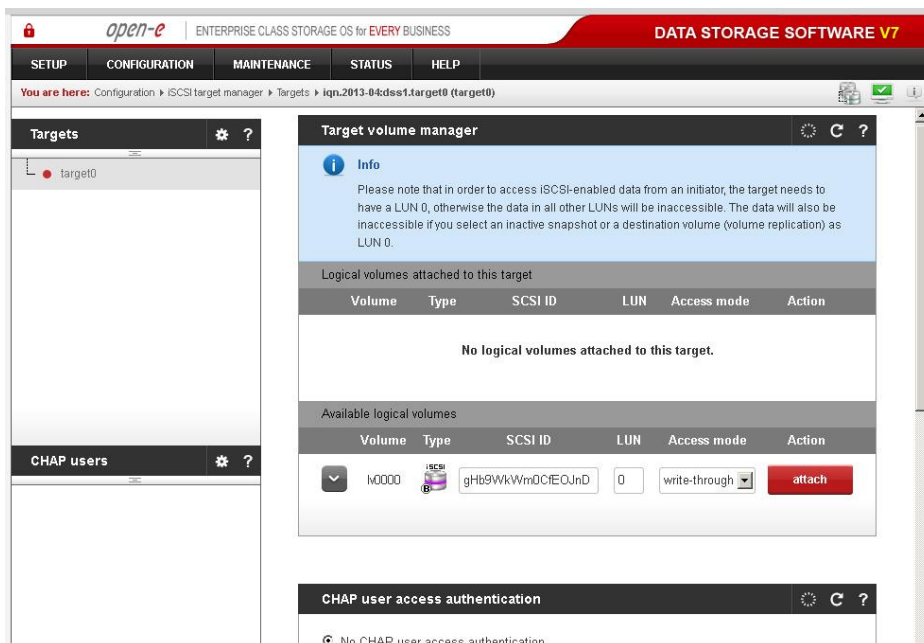 open-e ENTERPRISE CLASS STORAGE OS for EVERY BUSINESS DATA STORAGE SOFTWARE V7
SETUP CONFIGURATION MAINTENANCE STATUS HELP
You are here: Configuration ▸ iSCSI target manager ▸ Targets ▸ iqn.2013-04:dss1.target0 (target0)
Targets ?
target0
CHAP users ?
Target volume manager ?
Info
Please note that in order to access iSCSI-enabled data from an initiator, the target needs to
have a LUN 0, otherwise the data in all other LUNs will be inaccessible. The data will also be
inaccessible if you select an inactive snapshot or a destination volume (volume replication) as
LUN 0.
Logical volumes attached to this target
Volume Type SCSI ID LUN Access mode Action
No logical volumes attached to this target.
Available logical volumes
Volume Type SCSI ID LUN Access mode Action
lv0000 iSCSI B gHb9WkWm0CfEOJnD 0 write-through attach
CHAP user access authentication ?
No CHAP user access authentication